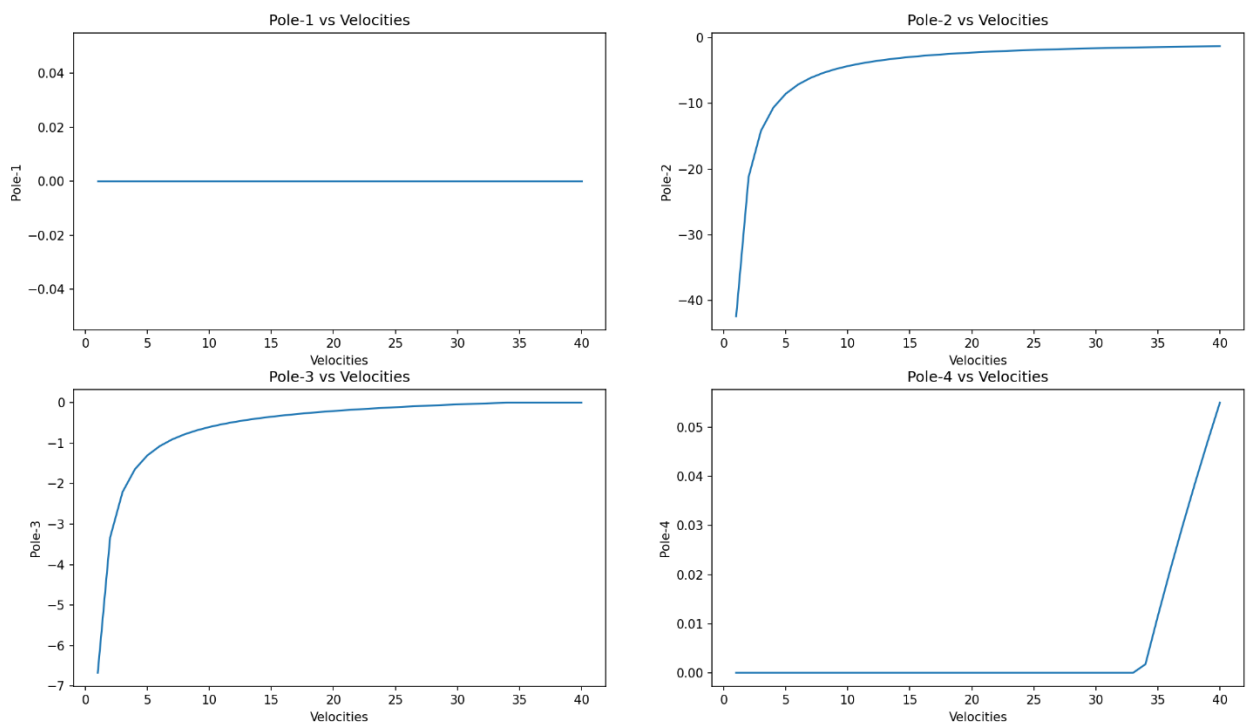 Pole-1 vs Velocities
0.04
0.02
0.00
−0.02
−0.04
Pole-1
0 5 10 15 20 25 30 35 40
Velocities
Pole-2 vs Velocities
0
−10
−20
−30
−40
Pole-2
0 5 10 15 20 25 30 35 40
Velocities
Pole-3 vs Velocities
0
−1
−2
−3
−4
−5
−6
−7
Pole-3
0 5 10 15 20 25 30 35 40
Velocities
Pole-4 vs Velocities
0.05
0.04
0.03
0.02
0.01
0.00
Pole-4
0 5 10 15 20 25 30 35 40
Velocities